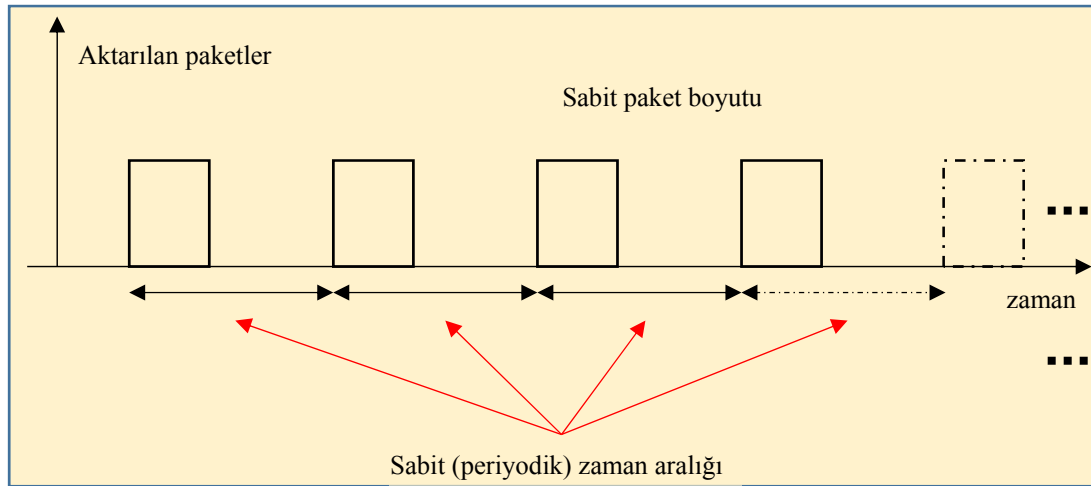 Aktarılan paketler
Sabit paket boyutu
zaman
Sabit (periyodik) zaman aralığı